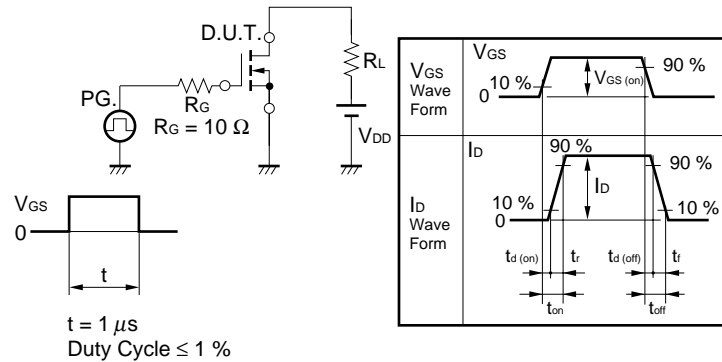 D.U.T.
PG.
RG
RG = 10 Ω
RL
VDD
VGS
0
t
t = 1 μs
Duty Cycle ≤ 1 %
VGS
Wave
Form
VGS
10 %
0
VGS (on)
90 %
ID
Wave
Form
ID
90 %
90 %
10 %
0
ID
10 %
td (on)
tr
td (off)
tf
ton
toff